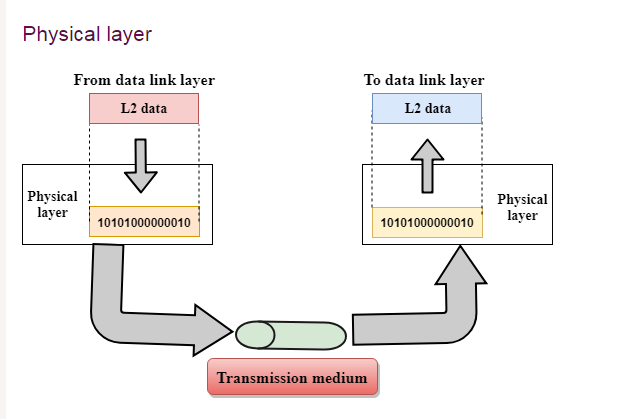 Physical layer
From data link layer
To data link layer
L2 data
L2 data
Physical
layer
10101000000010
10101000000010
Physical
layer
Transmission medium